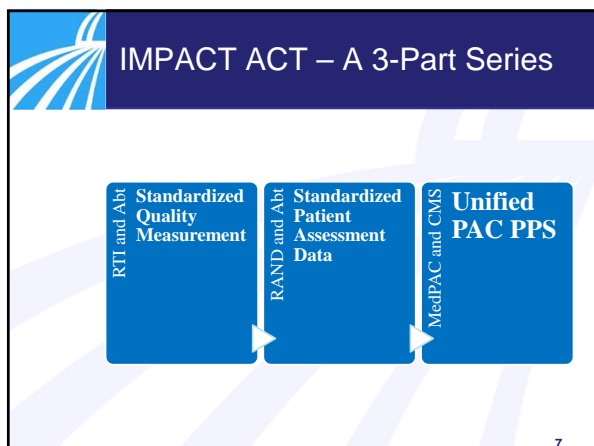 IMPACT ACT – A 3-Part Series
RTI and Abt
Standardized
Quality
Measurement
RAND and Abt
Standardized
Patient
Assessment
Data
MedPAC and CMS
Unified
PAC PPS
7